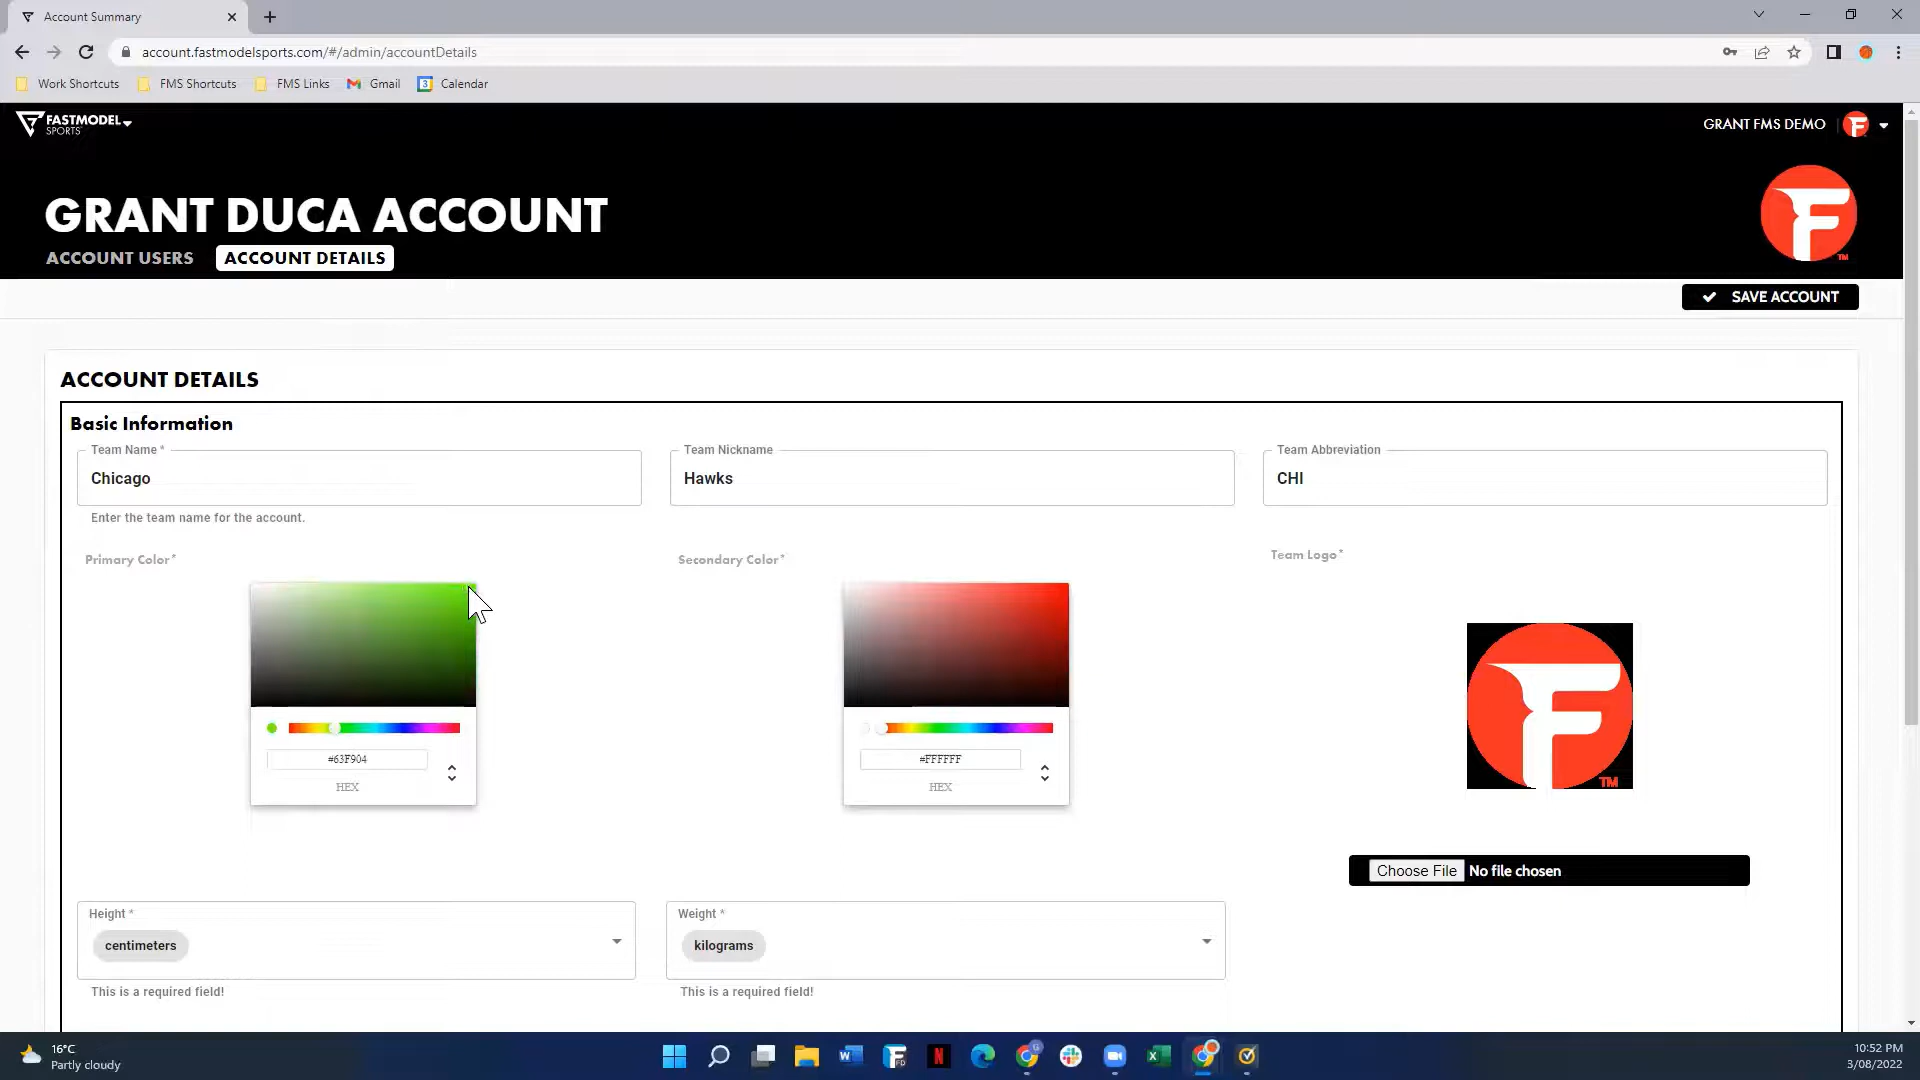 Account Summary
account.fastmodelsports.com/#/admin/accountDetails
Work Shortcuts FMS Shortcuts FMS Links Gmail 3 Calendar
FASTMODEL
SPORTS
GRANT FMS DEMO
GRANT DUCA ACCOUNT
ACCOUNT USERS ACCOUNT DETAILS
SAVE ACCOUNT
ACCOUNT DETAILS
Basic Information
Team Name * Team Nickname Team Abbreviation
Chicago Hawks CHI
Enter the team name for the account.
Primary Color* Secondary Color* Team Logo*
F
TM
#63F904 #FFFFFF
HEX HEX
Choose File No file chosen
Height * Weight *
centimeters kilograms
This is a required field! This is a required field!
16°C
Partly cloudy
10:52 PM
3/08/2022